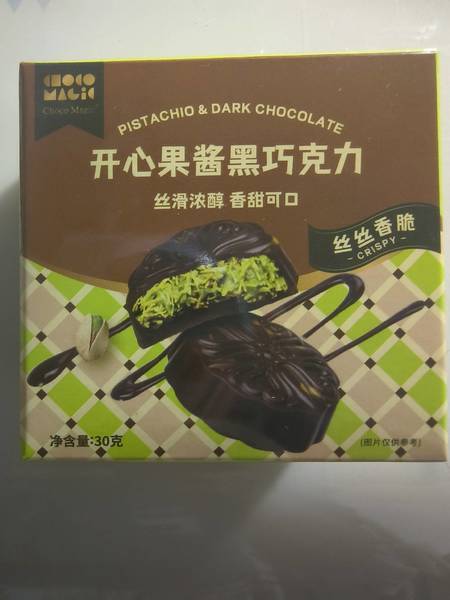 CHOCO
MAGIC
Choco Magic
PISTACHIO & DARK CHOCOLATE
开心果酱黑巧克力
丝滑浓醇 香甜可口
丝丝香脆
- CRISPY -
净含量:30克
(图片仅供参考)